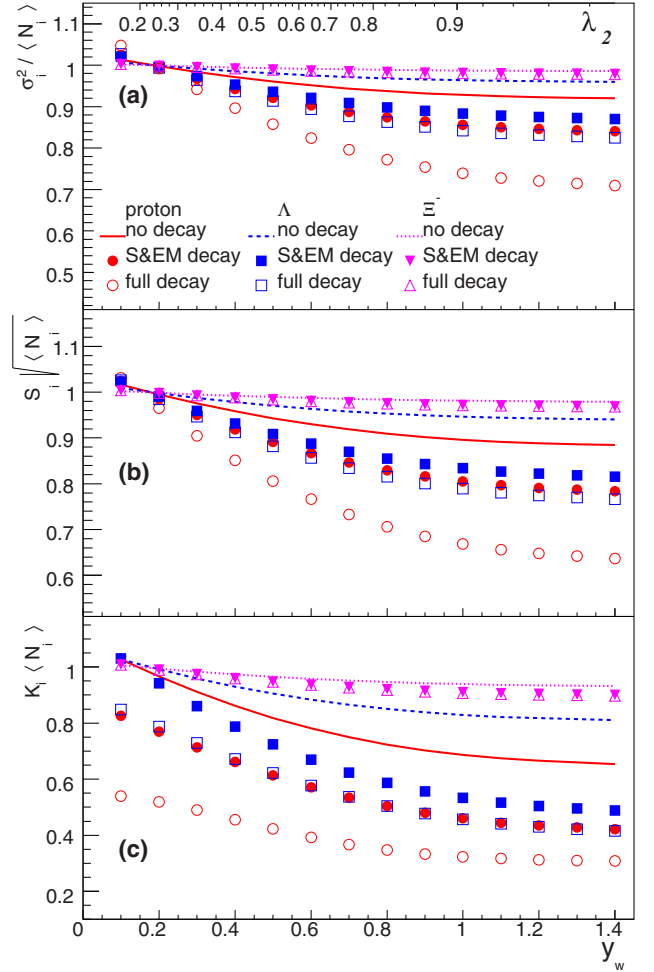 0.2 0.3 0.4 0.5 0.6 0.7 0.8 0.9 λ2
σi2 / ⟨ Ni ⟩
1.1
1
0.9
0.8
0.7
0.6
0.5
(a)
proton Λ Ξ-
no decay no decay no decay
S&EM decay S&EM decay S&EM decay
full decay full decay full decay
Si √⟨ Ni ⟩
1.1
1
0.9
0.8
0.7
0.6
(b)
Ki ⟨ Ni ⟩
1
0.8
0.6
0.4
0.2
(c)
0 0.2 0.4 0.6 0.8 1 1.2 1.4
yw